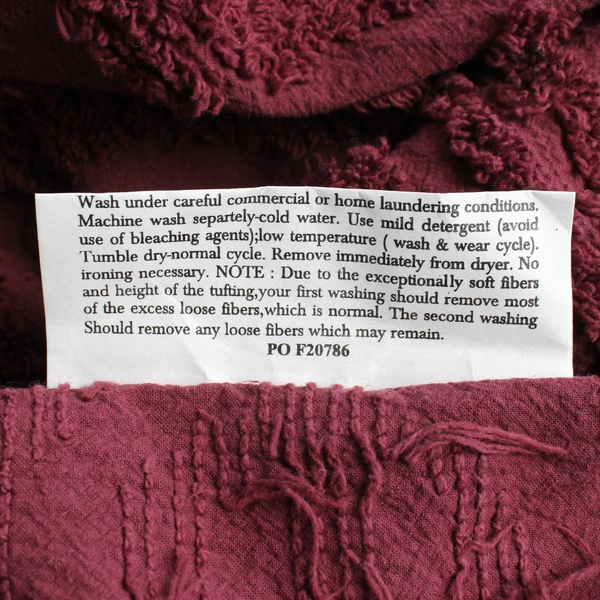 Wash under careful commercial or home laundering conditions.
Machine wash separtely-cold water. Use mild detergent (avoid
use of bleaching agents);low temperature ( wash & wear cycle).
Tumble dry-normal cycle. Remove immediately from dryer. No
ironing necessary. NOTE : Due to the exceptionally soft fibers
and height of the tufting,your first washing should remove most
of the excess loose fibers,which is normal. The second washing
Should remove any loose fibers which may remain.
PO F20786